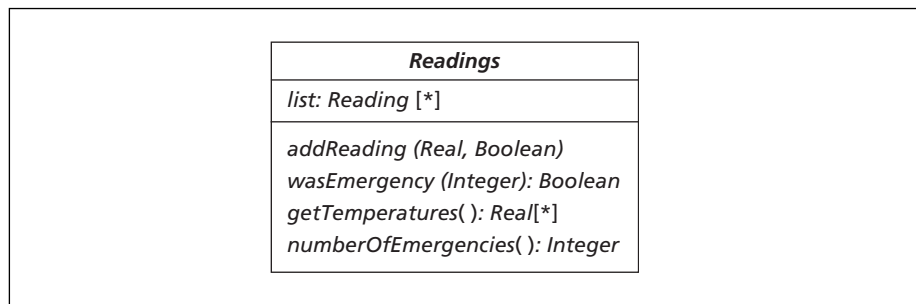 Readings
list: Reading [*]
addReading (Real, Boolean)
wasEmergency (Integer): Boolean
getTemperatures( ): Real[*]
numberOfEmergencies( ): Integer